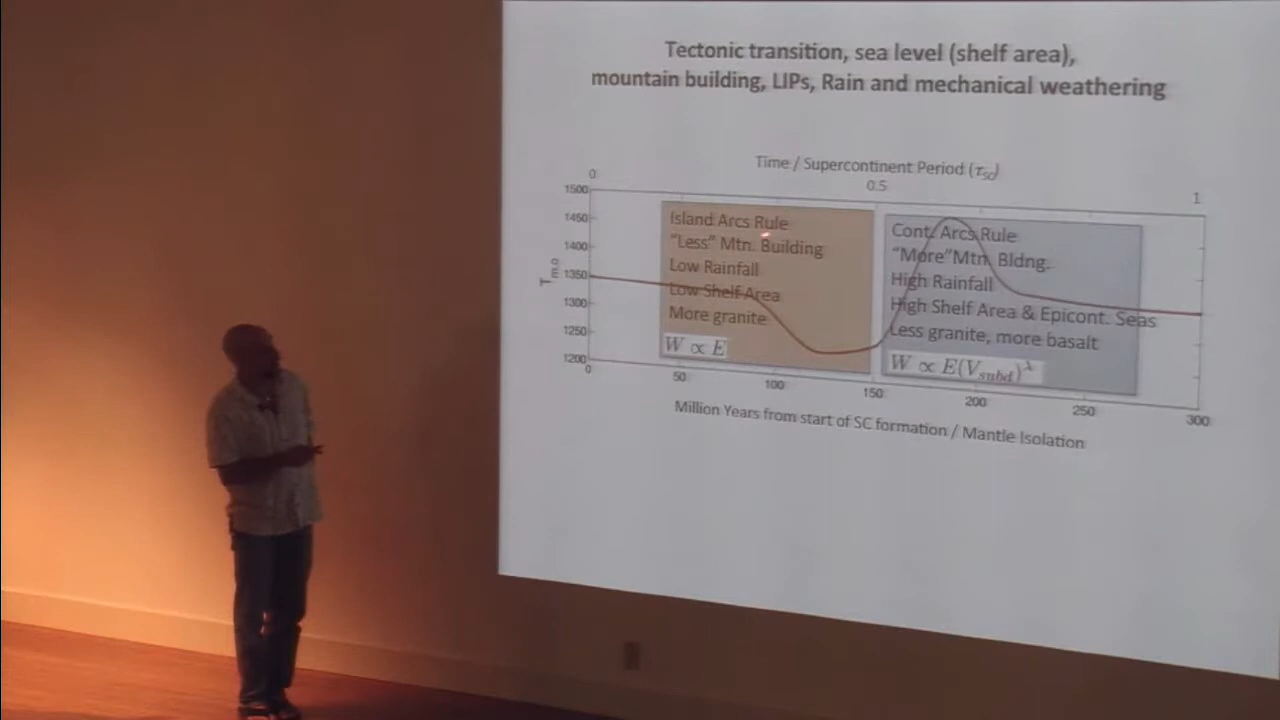 Tectonic transition, sea level (shelf area),
mountain building, LIPs, Rain and mechanical weathering
Time / Supercontinent Period (τsc)
0 0.5 1
1500
1450
1400
1350
1300
1250
1200
Tm,o
Island Arcs Rule
“Less” Mtn. Building
Low Rainfall
Low Shelf Area
More granite
W ∝ E
Cont. Arcs Rule
“More”Mtn. Bldng.
High Rainfall
High Shelf Area & Epicont. Seas
Less granite, more basalt
W ∝ E(Vsubd)^λ
0 50 100 150 200 250 300
Million Years from start of SC formation / Mantle Isolation